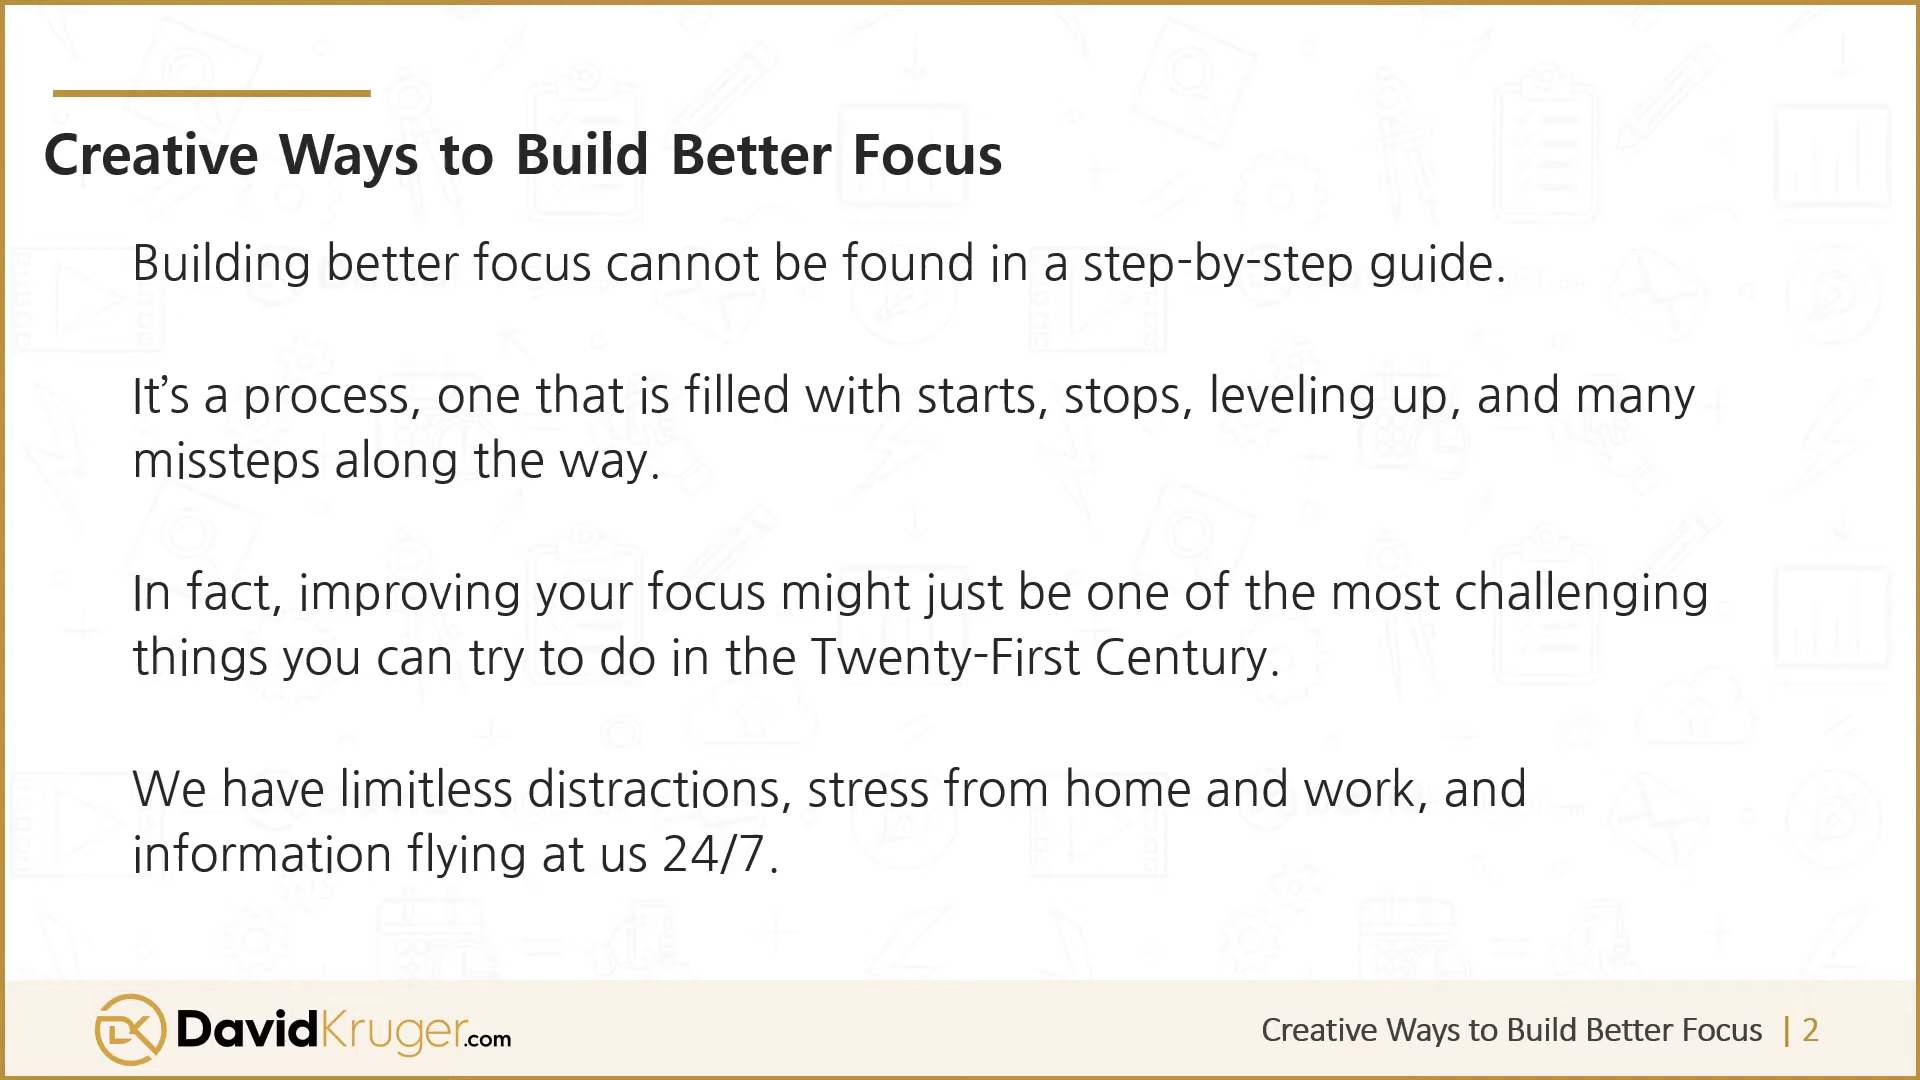 Creative Ways to Build Better Focus
Building better focus cannot be found in a step-by-step guide.
It’s a process, one that is filled with starts, stops, leveling up, and many
missteps along the way.
In fact, improving your focus might just be one of the most challenging
things you can try to do in the Twenty-First Century.
We have limitless distractions, stress from home and work, and
information flying at us 24/7.
DK DavidKruger.com
Creative Ways to Build Better Focus | 2